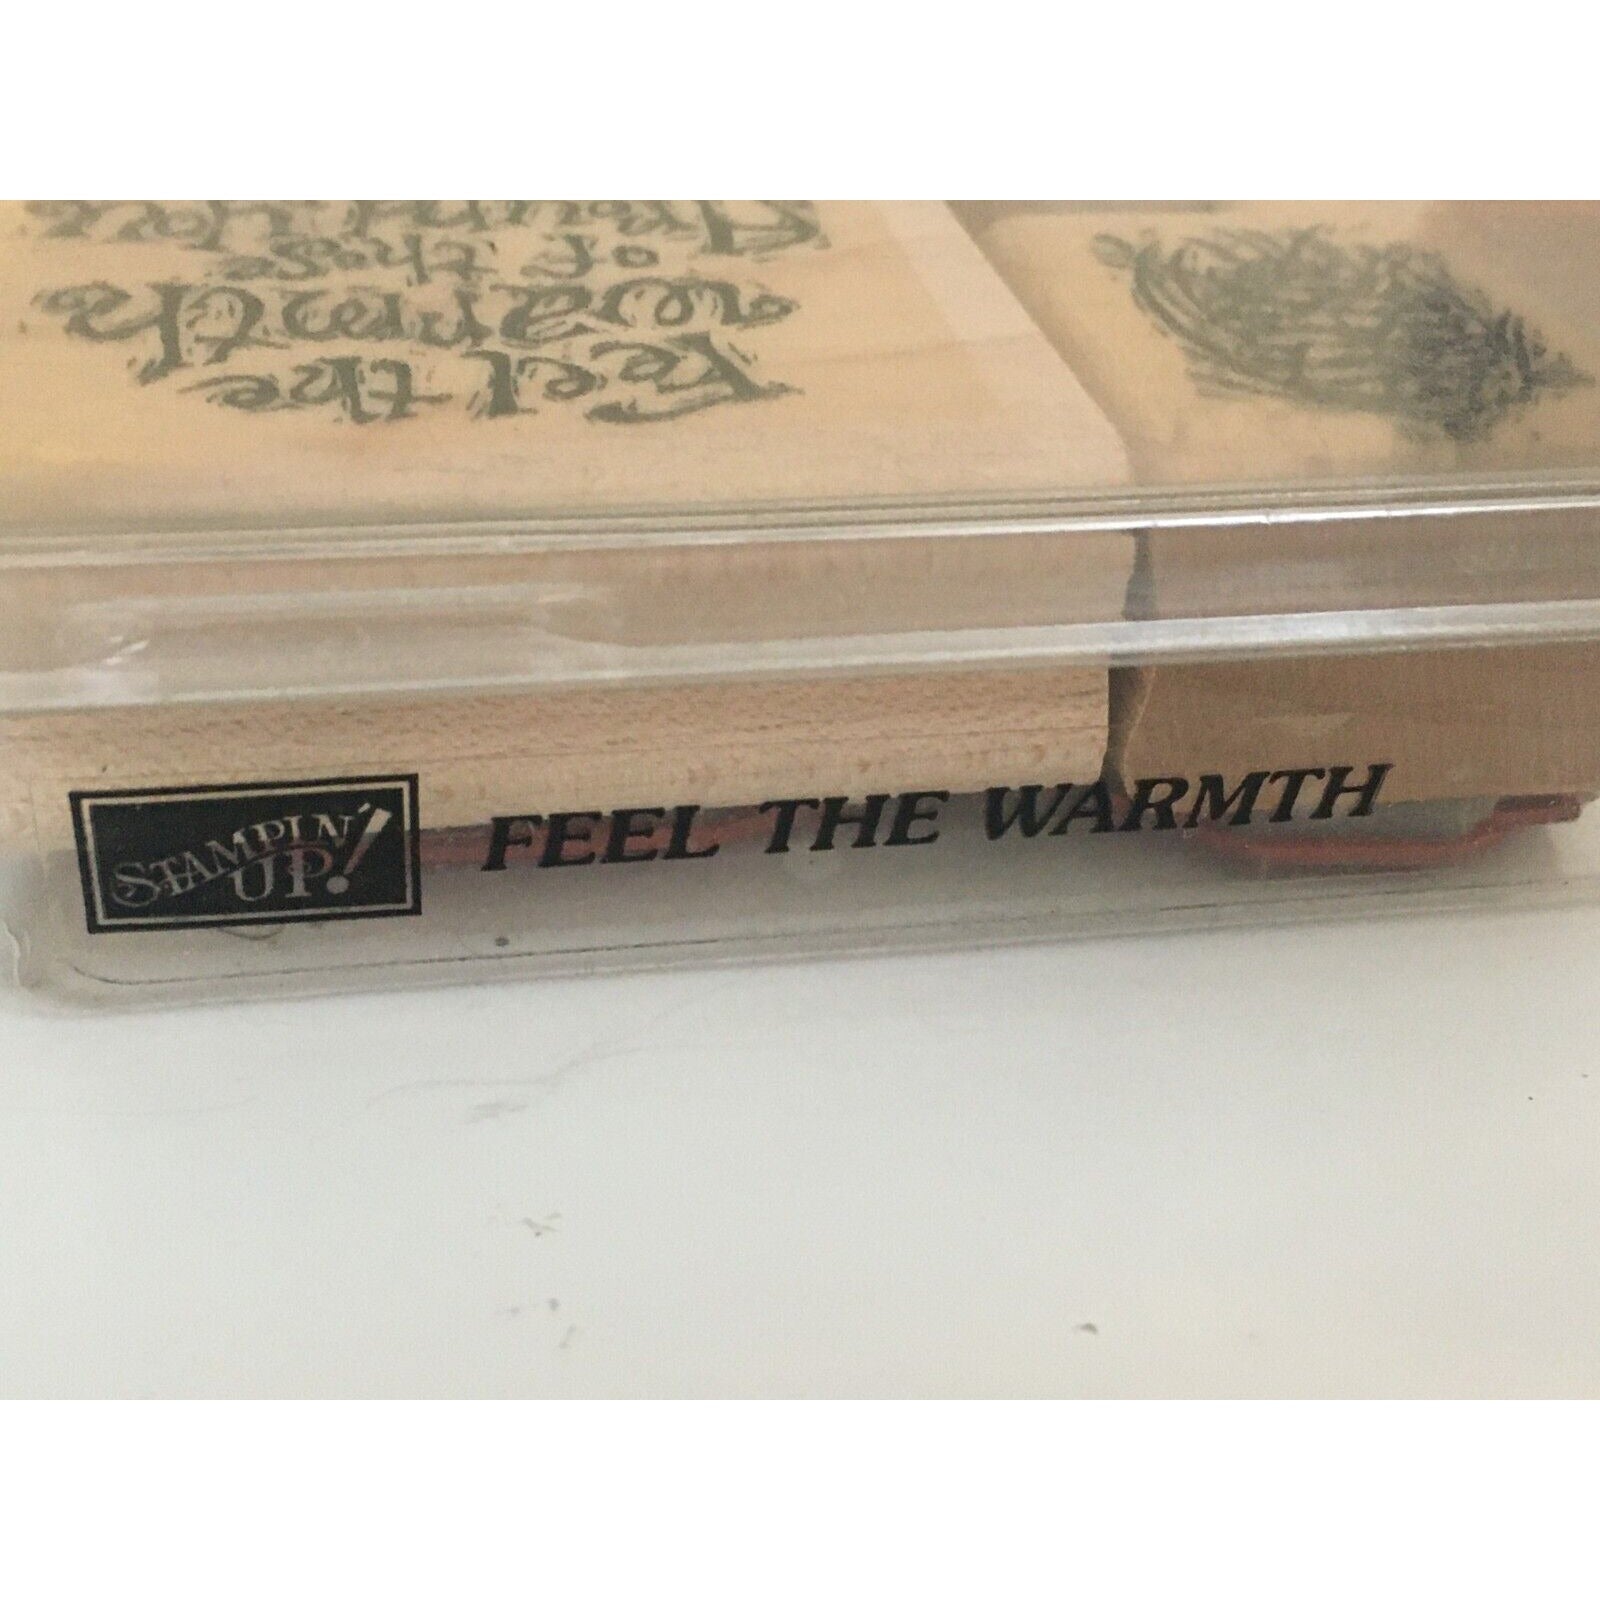 Feel the
warmth
of these
STAMPIN'
UP!
FEEL THE WARMTH